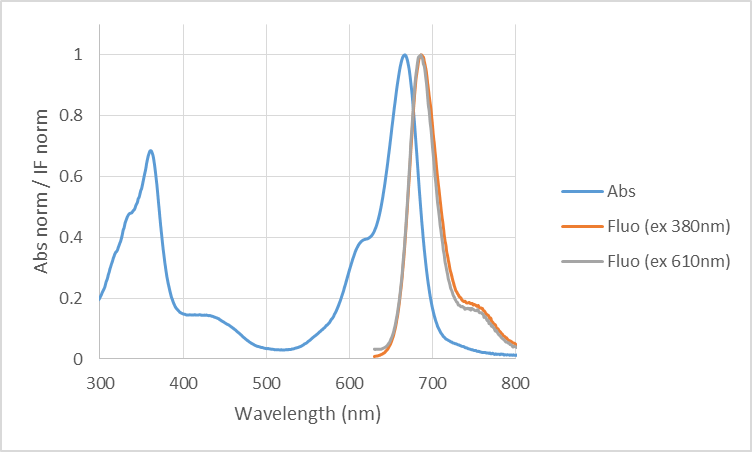 Abs norm / IF norm
1
0.8
0.6
0.4
0.2
0
300 400 500 600 700 800
Wavelength (nm)
Abs
Fluo (ex 380nm)
Fluo (ex 610nm)